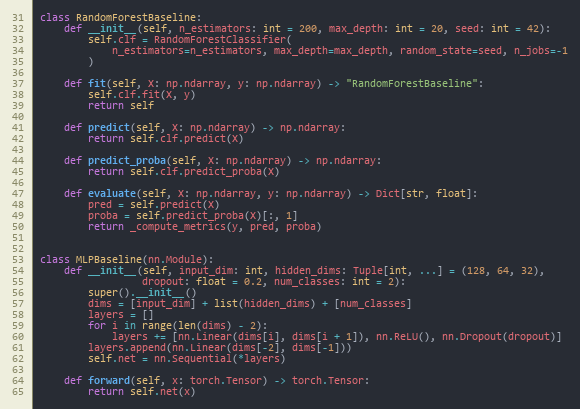 31 class RandomForestBaseline:
32     def __init__(self, n_estimators: int = 200, max_depth: int = 20, seed: int = 42):
33         self.clf = RandomForestClassifier(
34             n_estimators=n_estimators, max_depth=max_depth, random_state=seed, n_jobs=-1
35         )
36
37     def fit(self, X: np.ndarray, y: np.ndarray) -> "RandomForestBaseline":
38         self.clf.fit(X, y)
39         return self
40
41     def predict(self, X: np.ndarray) -> np.ndarray:
42         return self.clf.predict(X)
43
44     def predict_proba(self, X: np.ndarray) -> np.ndarray:
45         return self.clf.predict_proba(X)
46
47     def evaluate(self, X: np.ndarray, y: np.ndarray) -> Dict[str, float]:
48         pred = self.predict(X)
49         proba = self.predict_proba(X)[:, 1]
50         return _compute_metrics(y, pred, proba)
51
52
53 class MLPBaseline(nn.Module):
54     def __init__(self, input_dim: int, hidden_dims: Tuple[int, ...] = (128, 64, 32),
55                  dropout: float = 0.2, num_classes: int = 2):
56         super().__init__()
57         dims = [input_dim] + list(hidden_dims) + [num_classes]
58         layers = []
59         for i in range(len(dims) - 2):
60             layers += [nn.Linear(dims[i], dims[i + 1]), nn.ReLU(), nn.Dropout(dropout)]
61         layers.append(nn.Linear(dims[-2], dims[-1]))
62         self.net = nn.Sequential(*layers)
63
64     def forward(self, x: torch.Tensor) -> torch.Tensor:
65         return self.net(x)